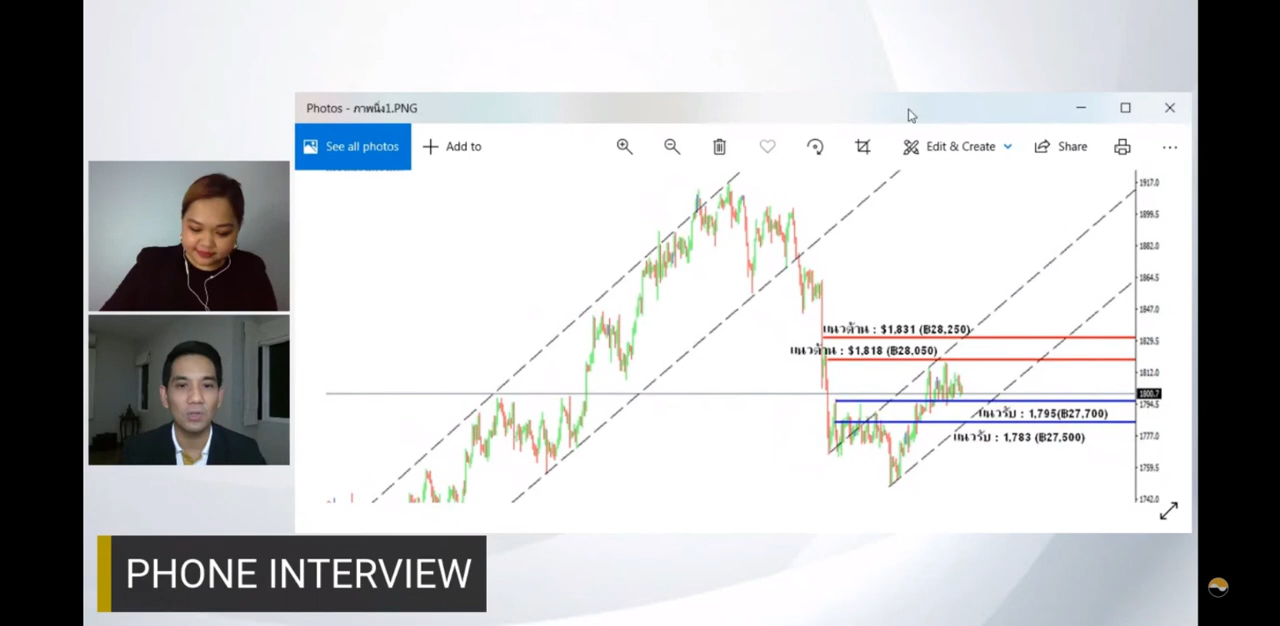 Photos - ภาพนิ่ง1.PNG
See all photos
Add to
Edit & Create
Share
1917.0
1899.5
1882.0
1864.5
1847.0
แนวต้าน : $1,831 (฿28,250)
1829.5
แนวต้าน : $1,818 (฿28,050)
1812.0
1800.7
1794.5
แนวรับ : 1,795(฿27,700)
แนวรับ : 1,783 (฿27,500)
1777.0
1759.5
1742.0
PHONE INTERVIEW